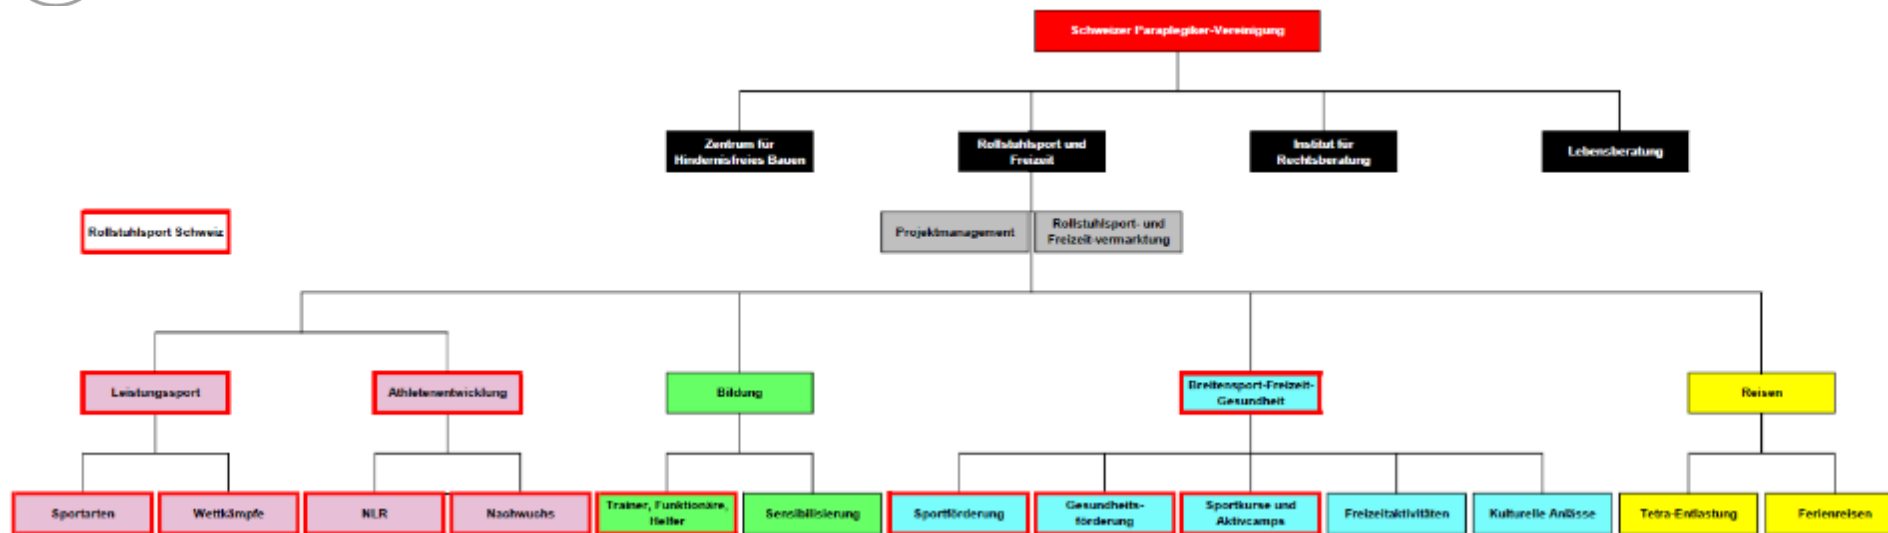 Schweizer Paraplegiker-Vereinigung
Zentrum für
Hindernisfreies Bauen
Rollstuhlsport und
Freizeit
Institut für
Rechtsberatung
Lebensberatung
Rollstuhlsport Schweiz
Projektmanagement
Rollstuhlsport- und
Freizeit-vermarktung
Leistungssport
Athletenentwicklung
Bildung
Breitensport-Freizeit-
Gesundheit
Reisen
Sportarten
Wettkämpfe
NLR
Nachwuchs
Trainer, Funktionäre,
Helfer
Sensibilisierung
Sportförderung
Gesundheits-
förderung
Sportkurse und
Aktivcamps
Freizeitaktivitäten
Kulturelle Anlässe
Tetra-Entlastung
Ferienreisen